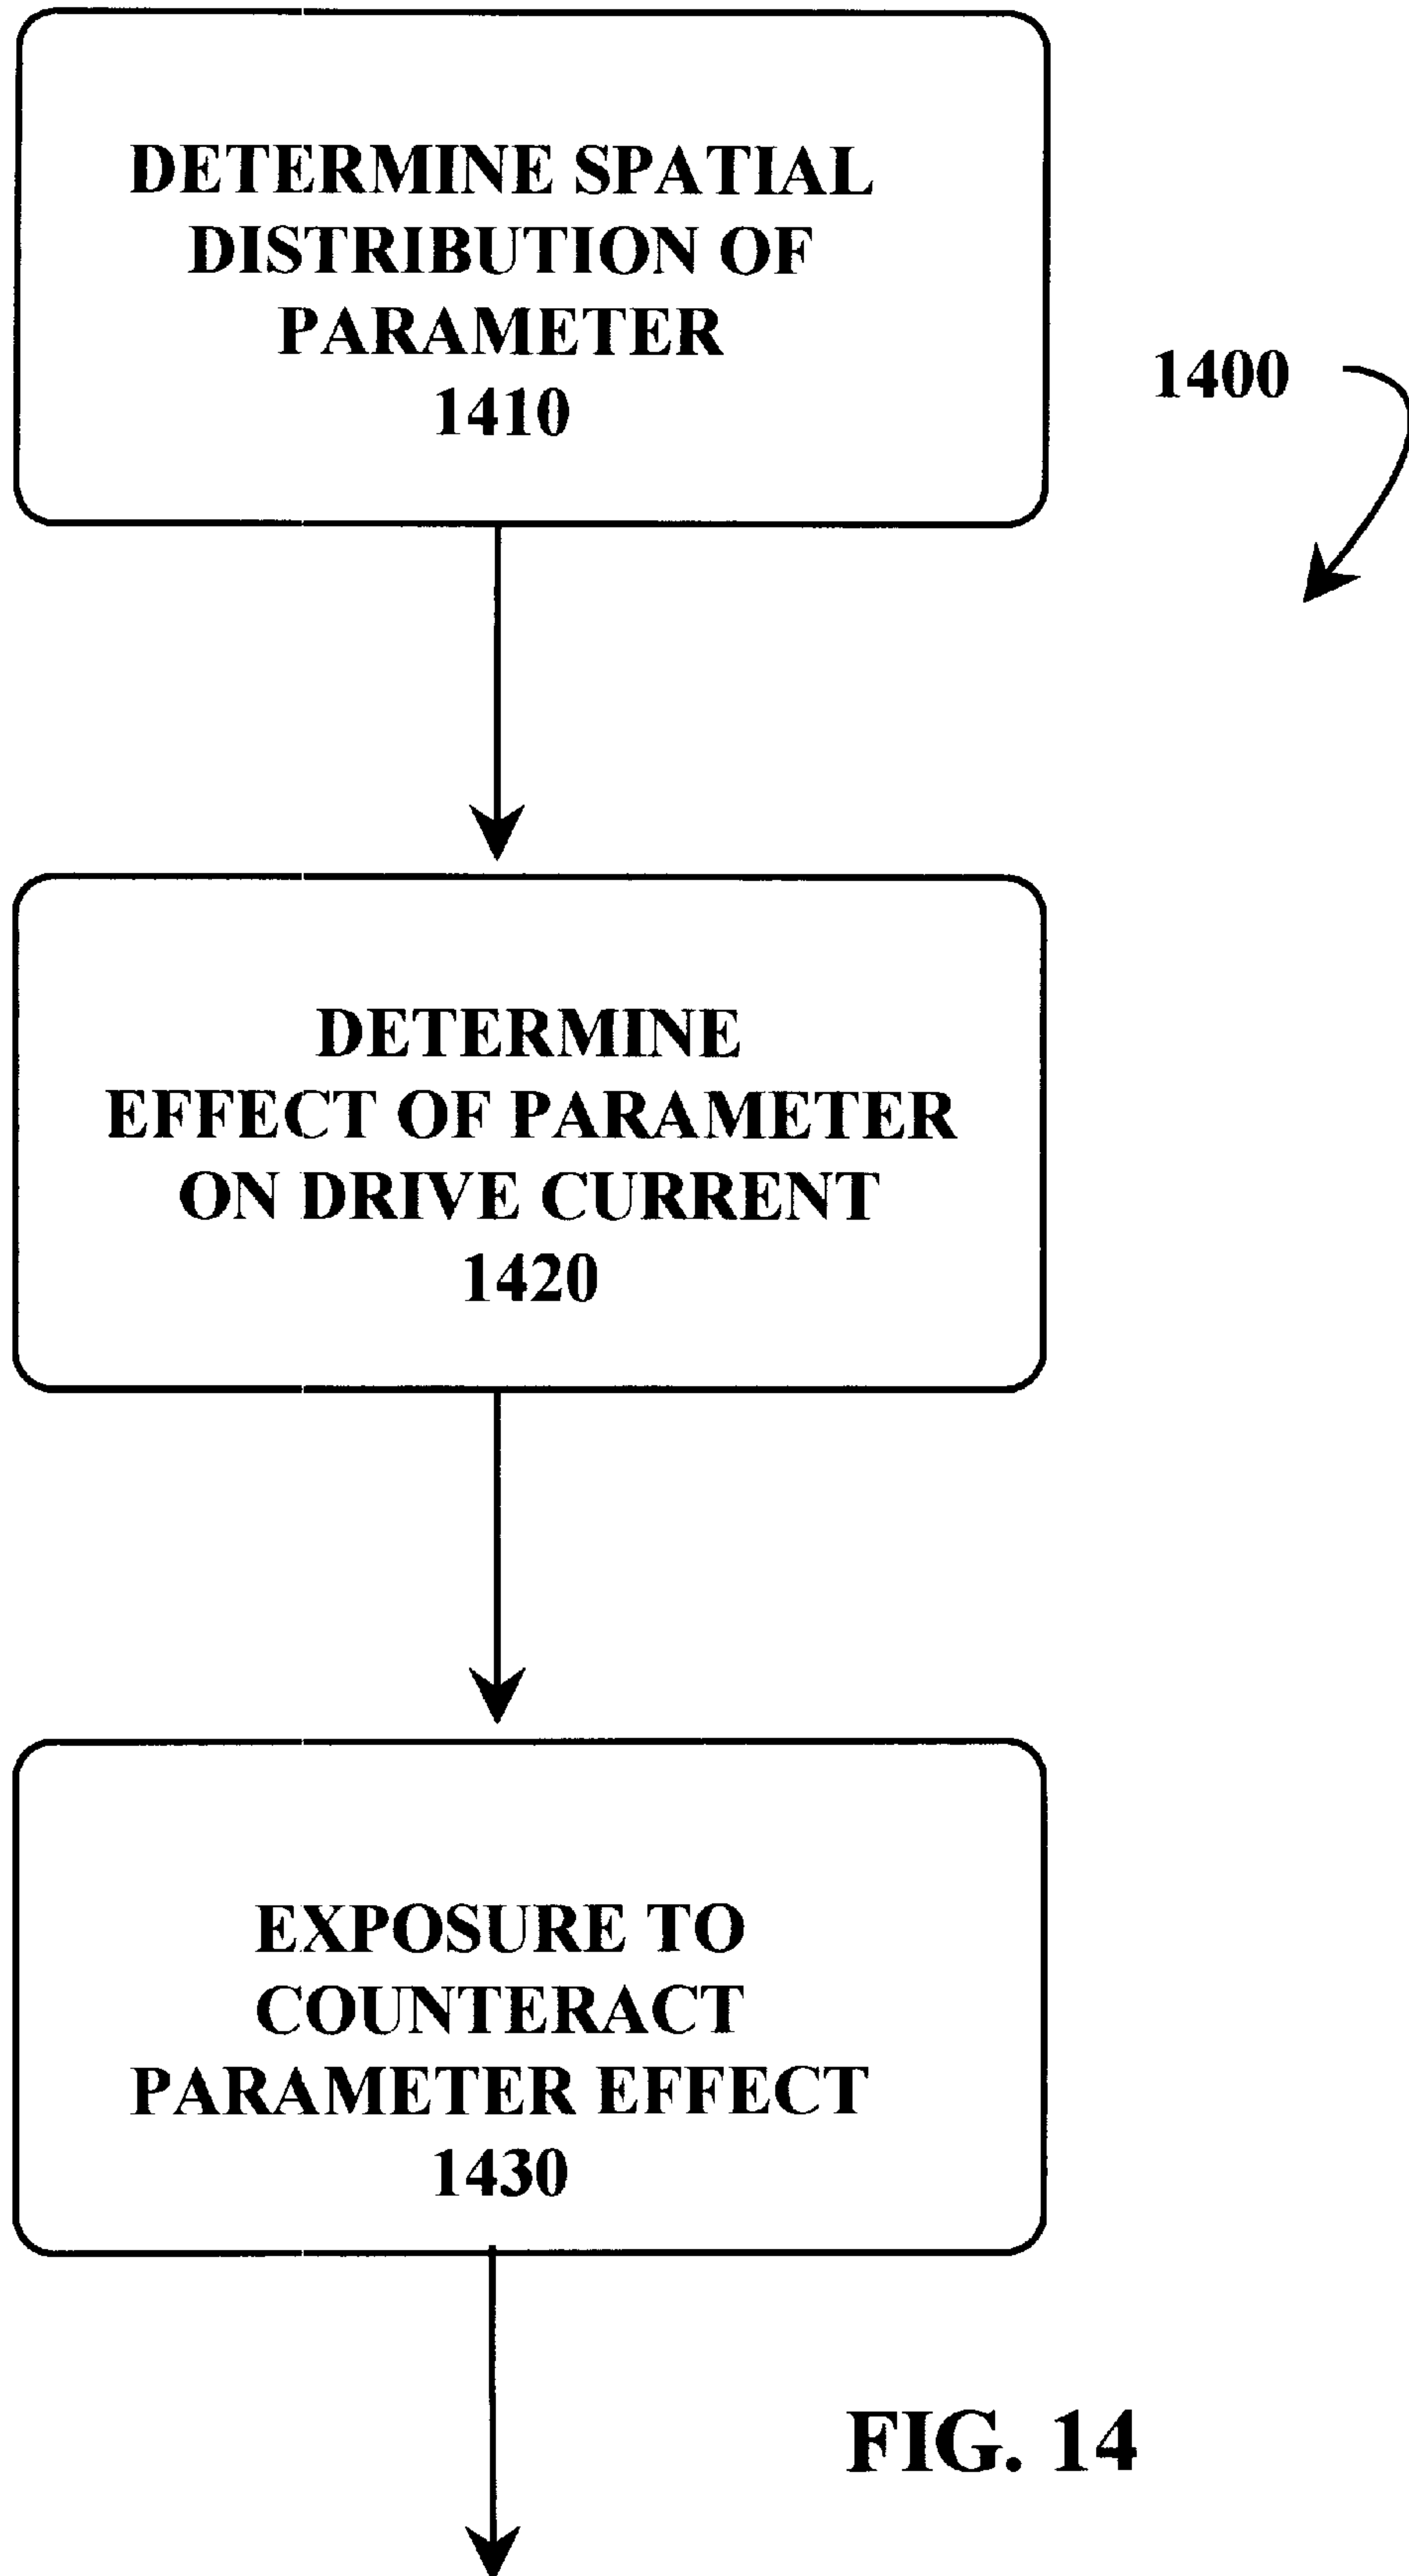 DETERMINE SPATIAL
DISTRIBUTION OF
PARAMETER
1410
1400
DETERMINE
EFFECT OF PARAMETER
ON DRIVE CURRENT
1420
EXPOSURE TO
COUNTERACT
PARAMETER EFFECT
1430
FIG. 14